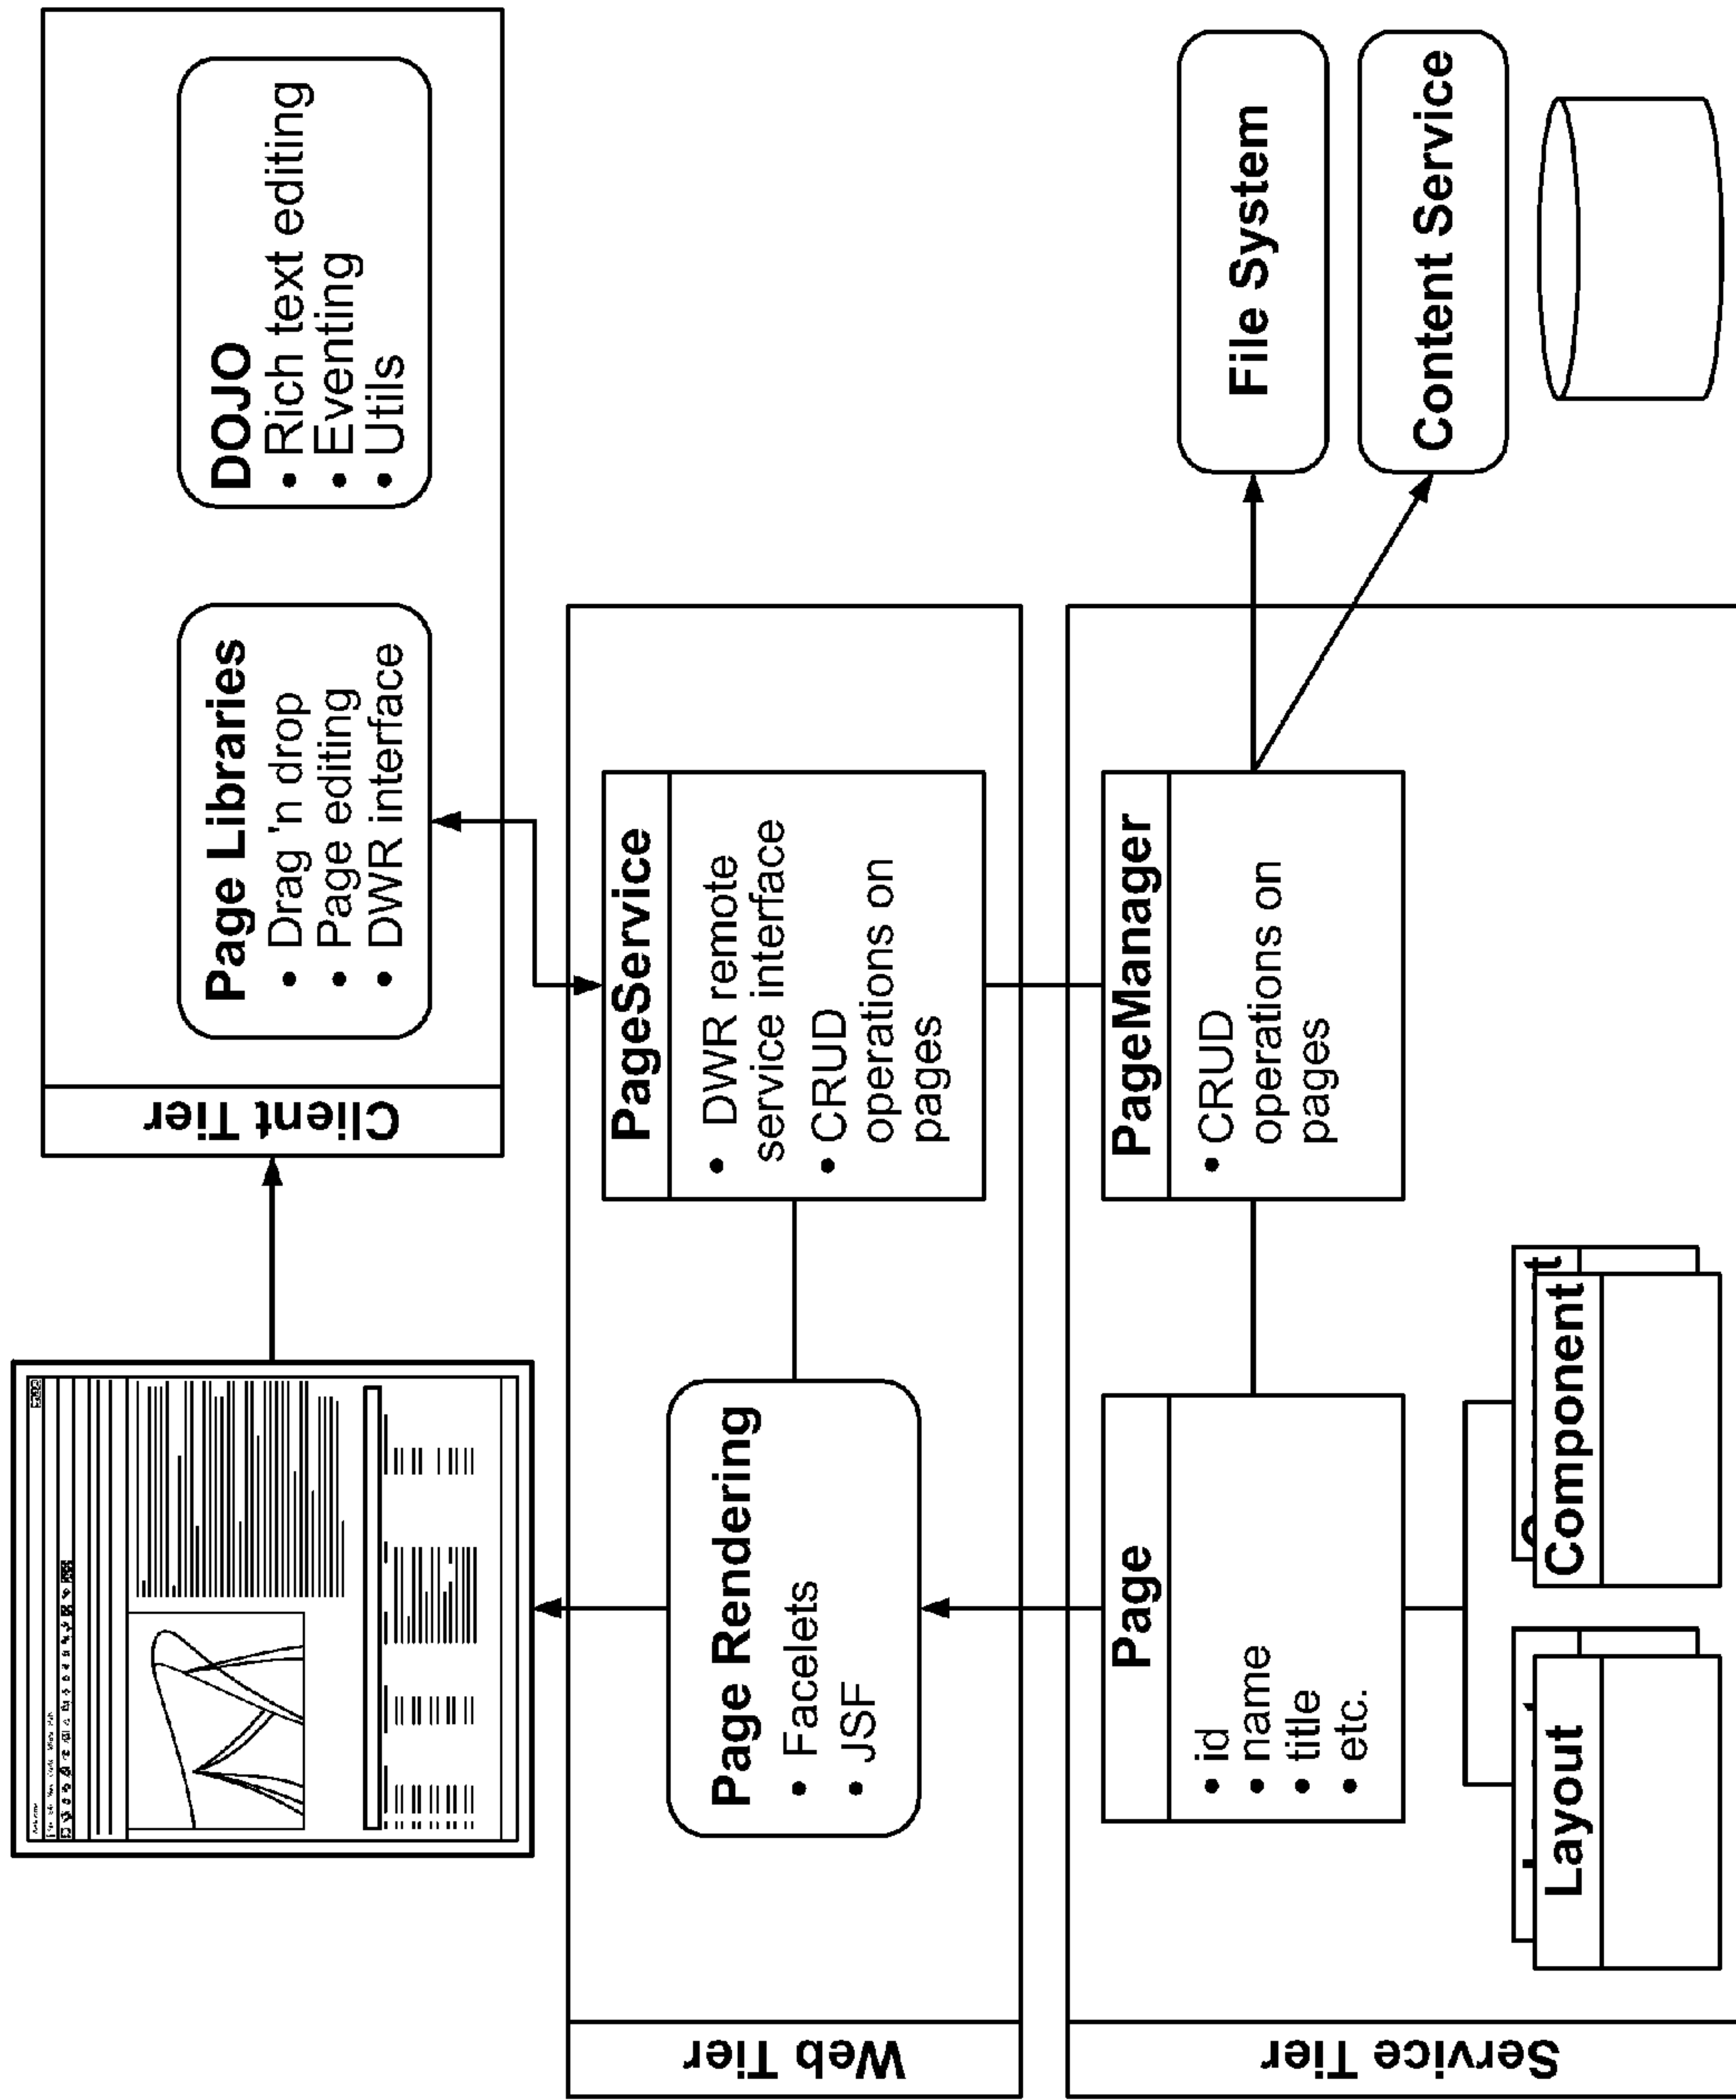 Client Tier
Page Libraries
• Drag 'n drop
• Page editing
• DWR interface
DOJO
• Rich text editing
• Eventing
• Utils
Web Tier
Page Rendering
• Facelets
• JSF
PageService
• DWR remote
service interface
• CRUD
operations on
pages
Service Tier
Page
• id
• name
• title
• etc.
PageManager
• CRUD
operations on
pages
Layout
Component
File System
Content Service